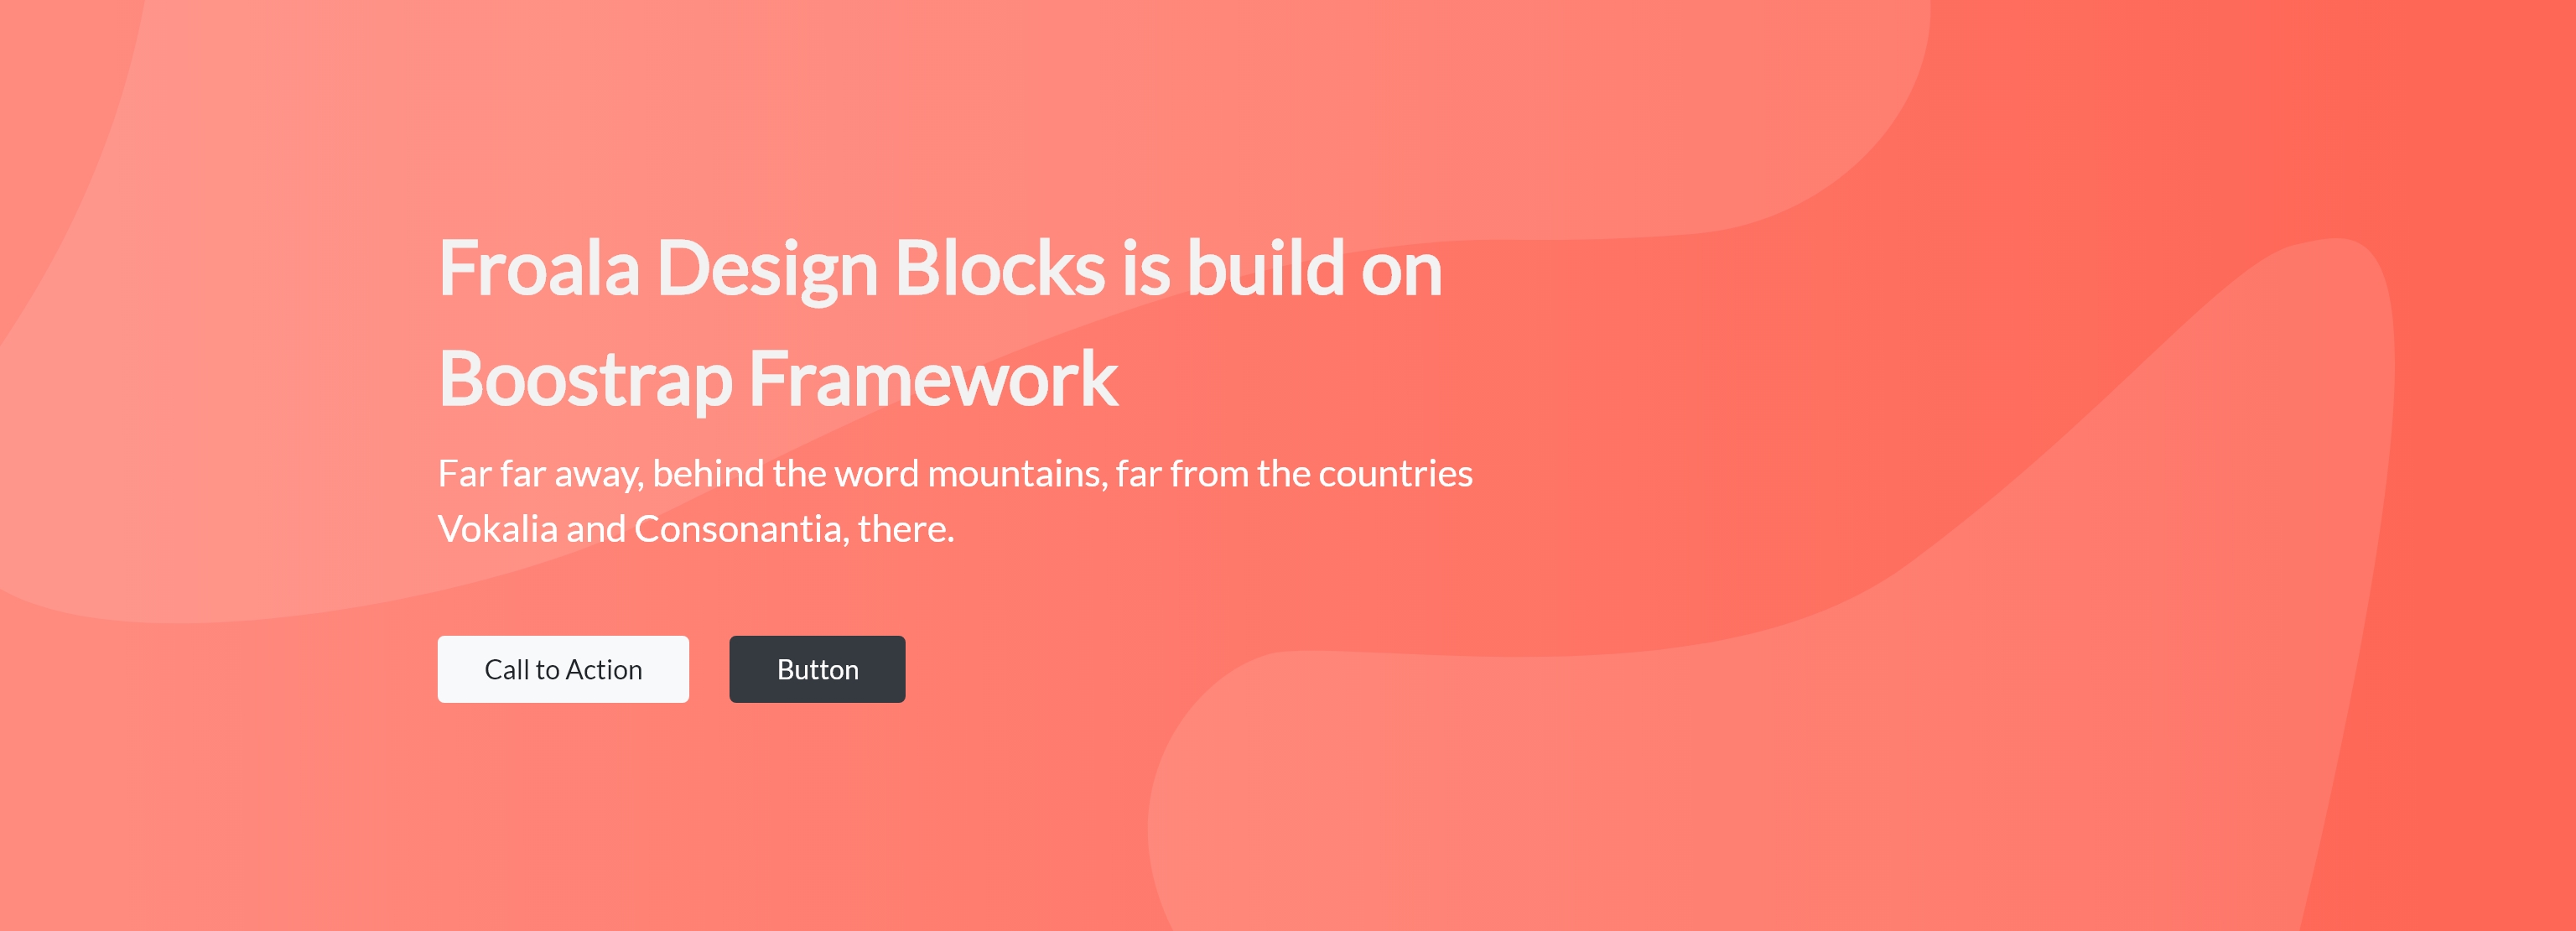 Froala Design Blocks is build on
Boostrap Framework
Far far away, behind the word mountains, far from the countries
Vokalia and Consonantia, there.
Call to Action
Button